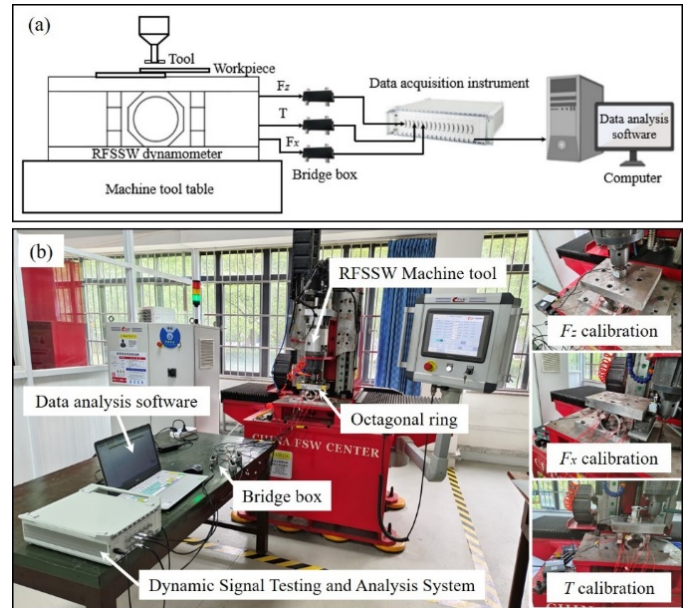 (a)
Tool
Workpiece
Fz
T
Fx
RFSSW dynamometer
Bridge box
Machine tool table
Data acquisition instrument
Data analysis
software
Computer
(b)
RFSSW Machine tool
Data analysis software
Octagonal ring
CHINA FSW CENTER
Bridge box
Dynamic Signal Testing and Analysis System
Fz calibration
Fx calibration
T calibration